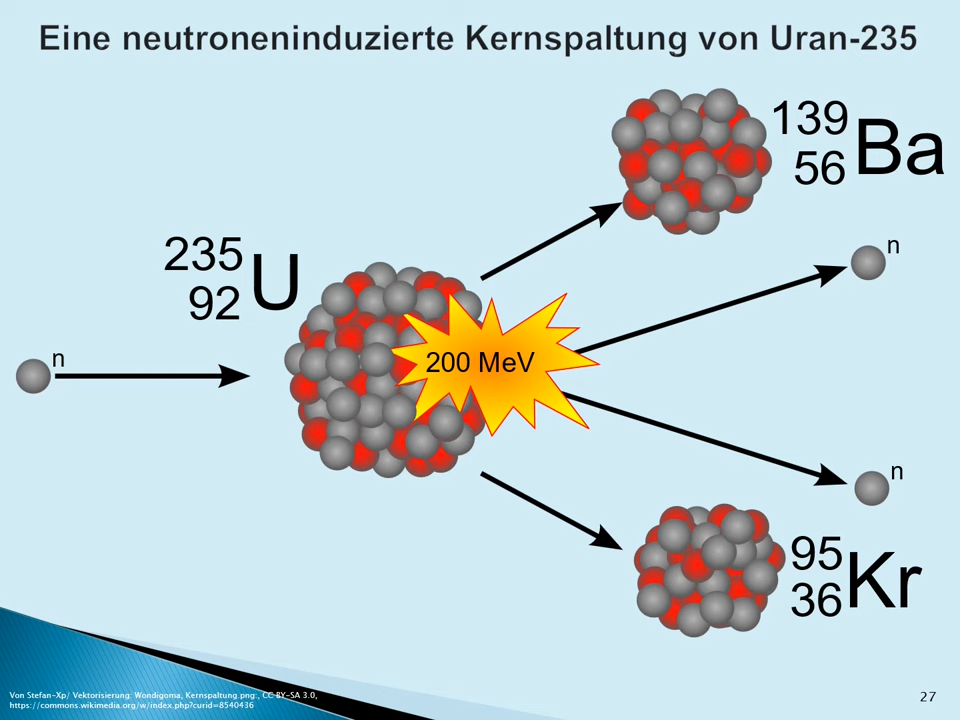 Eine neutroneninduzierte Kernspaltung von Uran-235
139
56
Ba
n
235
92
U
n
200 MeV
n
95
36
Kr
Von Stefan-Xp/ Vektorisierung: Wondigoma, Kernspaltung.png:, CC BY-SA 3.0,
https://commons.wikimedia.org/w/index.php?curid=8540436
27